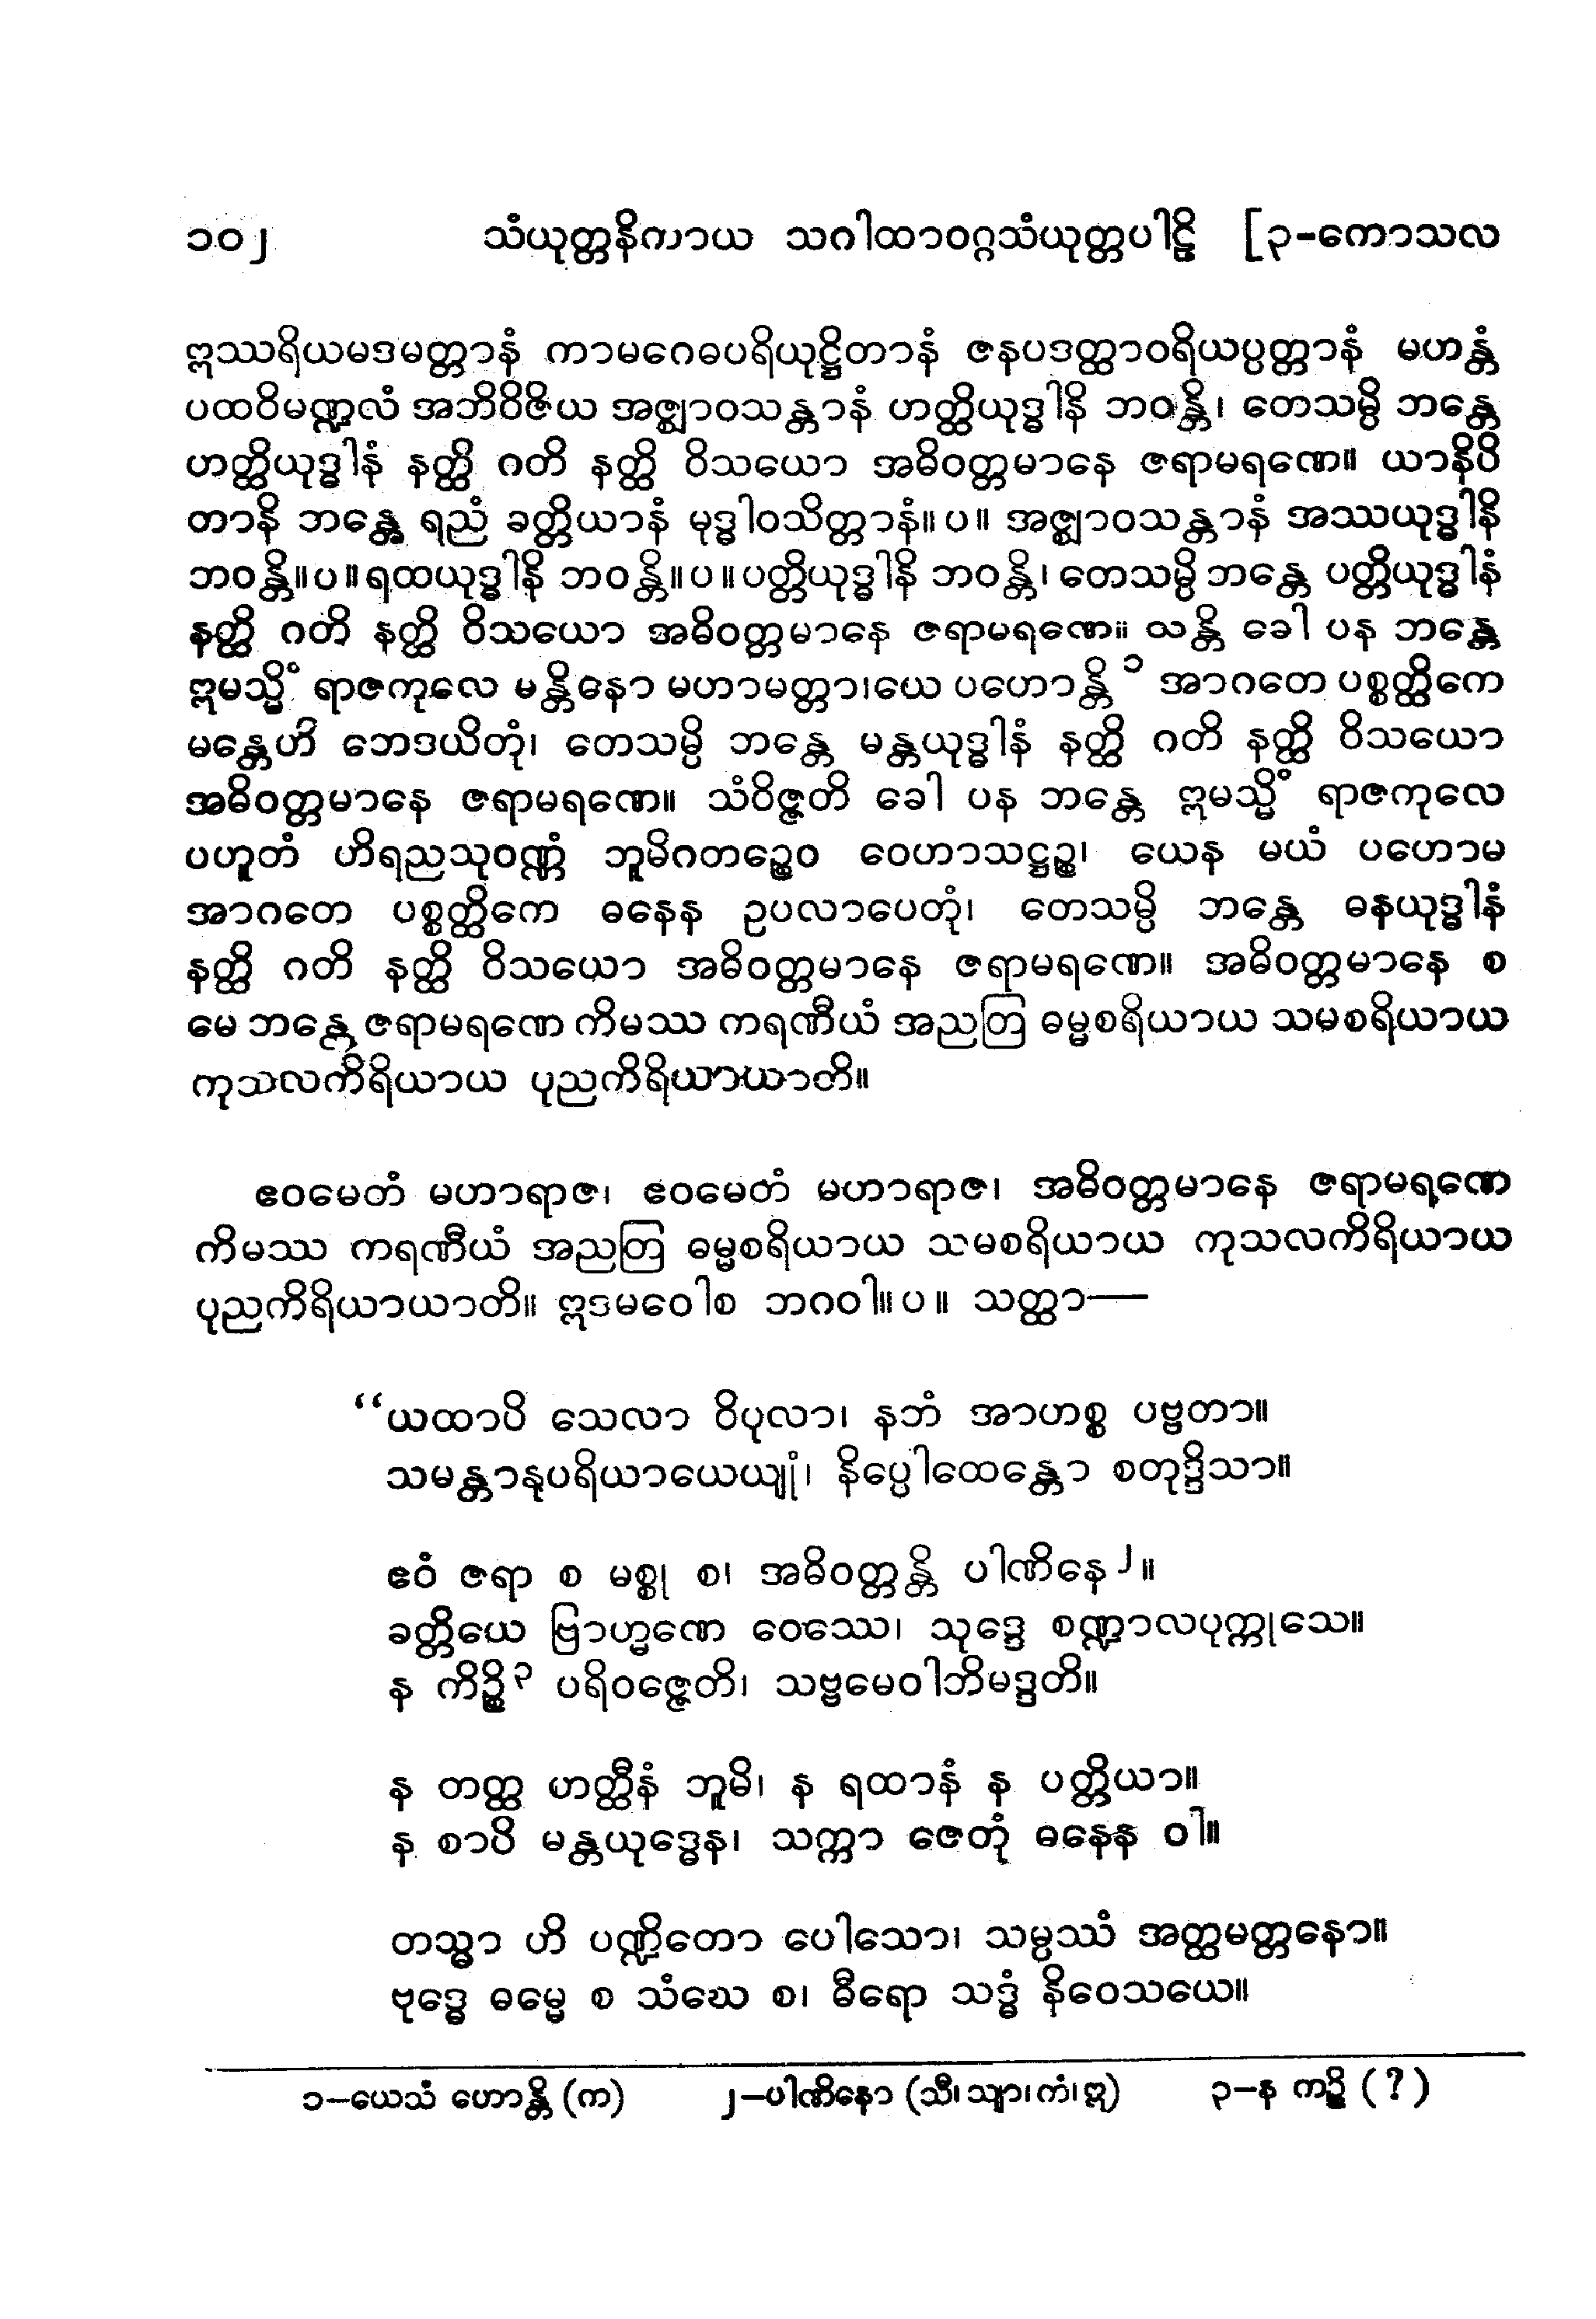 ၁၀၂ သံယုတ္တနိကာယ သဂါထာဝဂ္ဂသံယုတ္တပါဠိ [၃-ကောသလ
ဣဿရိယမဒမတ္တာနံ ကာမဂေဓပရိယုဋ္ဌိတာနံ ဇနပဒတ္ထာဝရိယပ္ပတ္တာနံ မဟန္တံ
ပထဝိမဏ္ဍလံ အဘိဝိဇိယ အဇ္ဈာဝသန္တာနံ ဟတ္ထိယုဒ္ဓါနိ ဘဝန္တိ၊ တေသမ္ပိ ဘန္တေ
ဟတ္ထိယုဒ္ဓါနံ နတ္ထိ ဂတိ နတ္ထိ ဝိသယော အဓိဝတ္တမာနေ ဇရာမရဏေ။ ယာနိပိ
တာနိ ဘန္တေ ရညံ ခတ္တိယာနံ မုဒ္ဓါဝသိတ္တာနံ။ ပ။ အဇ္ဈာဝသန္တာနံ အဿယုဒ္ဓါနိ
ဘဝန္တိ။ ပ။ ရထယုဒ္ဓါနိ ဘဝန္တိ။ ပ။ ပတ္တိယုဒ္ဓါနိ ဘဝန္တိ၊ တေသမ္ပိ ဘန္တေ ပတ္တိယုဒ္ဓါနံ
နတ္ထိ ဂတိ နတ္ထိ ဝိသယော အဓိဝတ္တမာနေ ဇရာမရဏေ။ သန္တိ ခေါ ပန ဘန္တေ
ဣမသ္မိံ ရာဇကုလေ မန္တိနော မဟာမတ္တာ၊ ယေ ပဟောန္တိ ၁ အာဂတေ ပစ္စတ္ထိကေ
မန္တေဟိ ဘေဒယိတုံ၊ တေသမ္ပိ ဘန္တေ မန္တယုဒ္ဓါနံ နတ္ထိ ဂတိ နတ္ထိ ဝိသယော
အဓိဝတ္တမာနေ ဇရာမရဏေ။ သံဝိဇ္ဇတိ ခေါ ပန ဘန္တေ ဣမသ္မိံ ရာဇကုလေ
ပဟူတံ ဟိရညသုဝဏ္ဏံ ဘူမိဂတဉ္စေဝ ဝေဟာသဋ္ဌဉ္စ၊ ယေန မယံ ပဟောမ
အာဂတေ ပစ္စတ္ထိကေ ဓနေန ဥပလာပေတုံ၊ တေသမ္ပိ ဘန္တေ ဓနယုဒ္ဓါနံ
နတ္ထိ ဂတိ နတ္ထိ ဝိသယော အဓိဝတ္တမာနေ ဇရာမရဏေ။ အဓိဝတ္တမာနေ စ
မေ ဘန္တေ ဇရာမရဏေ ကိမဿ ကရဏီယံ အညတြ ဓမ္မစရိယာယ သမစရိယာယ
ကုသလကိရိယာယ ပုညကိရိယာယာတိ။
ဧဝမေတံ မဟာရာဇ၊ ဧဝမေတံ မဟာရာဇ၊ အဓိဝတ္တမာနေ ဇရာမရဏေ
ကိမဿ ကရဏီယံ အညတြ ဓမ္မစရိယာယ သမစရိယာယ ကုသလကိရိယာယ
ပုညကိရိယာယာတိ။ ဣဒမဝေါစ ဘဂဝါ။ ပ။ သတ္ထာ—
“ယထာပိ သေလာ ဝိပုလာ၊ နဘံ အာဟစ္စ ပဗ္ဗတာ။
သမန္တာနုပရိယာယေယျုံ၊ နိပ္ပေါထေန္တော စတုဒ္ဒိသာ။
ဧဝံ ဇရာ စ မစ္စု စ၊ အဓိဝတ္တန္တိ ပါဏိနေ၂။
ခတ္တိယေ ဗြာဟ္မဏေ ဝေဿေ၊ သုဒ္ဒေ စဏ္ဍာလပုက္ကုသေ။
န ကိဉ္စိ၃ ပရိဝဇ္ဇေတိ၊ သဗ္ဗမေဝါဘိမဒ္ဒတိ။
န တတ္ထ ဟတ္ထီနံ ဘူမိ၊ န ရထာနံ န ပတ္တိယာ။
န စာပိ မန္တယုဒ္ဓေန၊ သက္ကာ ဇေတုံ ဓနေန ဝါ။
တသ္မာ ဟိ ပဏ္ဍိတော ပေါသော၊ သမ္ပဿံ အတ္ထမတ္တနော။
ဗုဒ္ဓေ ဓမ္မေ စ သံဃေ စ၊ ဓီရော သဒ္ဓံ နိဝေသယေ။
၁—ယေသံ ဟောန္တိ (က) ၂—ပါဏိနော (သီ၊ သျာ၊ ကံ၊ ဣ) ၃—န ကဉ္စိ (?)